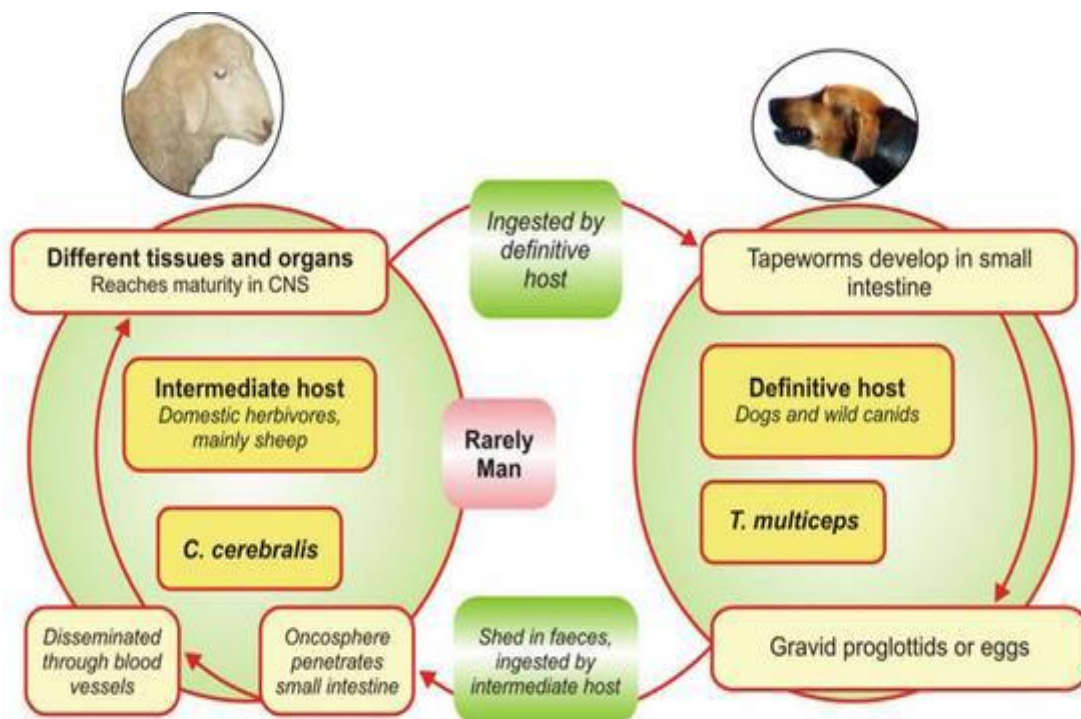 Different tissues and organs
Reaches maturity in CNS
Ingested by
definitive
host
Tapeworms develop in small
intestine
Intermediate host
Domestic herbivores,
mainly sheep
Rarely
Man
Definitive host
Dogs and wild canids
C. cerebralis
T. multiceps
Disseminated
through blood
vessels
Oncosphere
penetrates
small intestine
Shed in faeces,
ingested by
intermediate host
Gravid proglottids or eggs